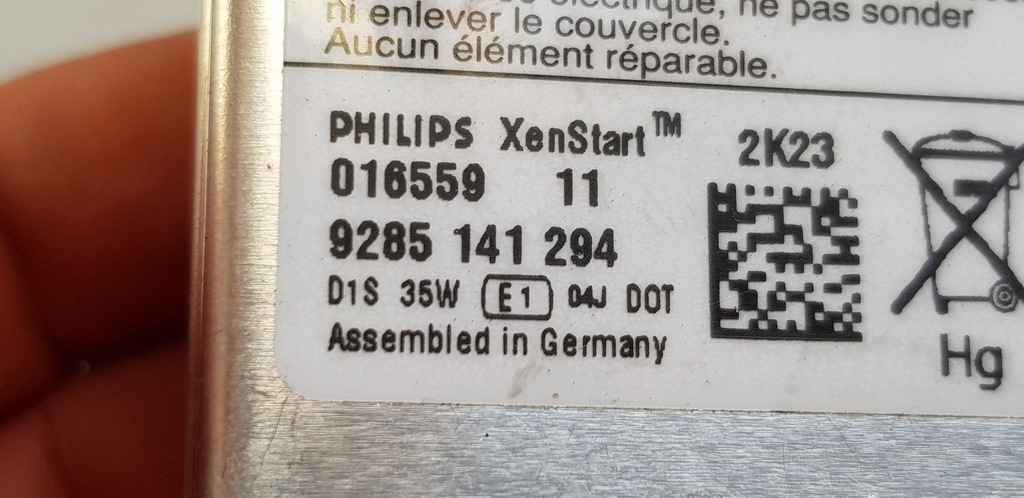 électrique, ne pas sonder
ni enlever le couvercle.
Aucun élément réparable.
PHILIPS XenStart™ 2K23
016559 11
9285 141 294
D1S 35W E1 04J DOT
Assembled in Germany
Hg